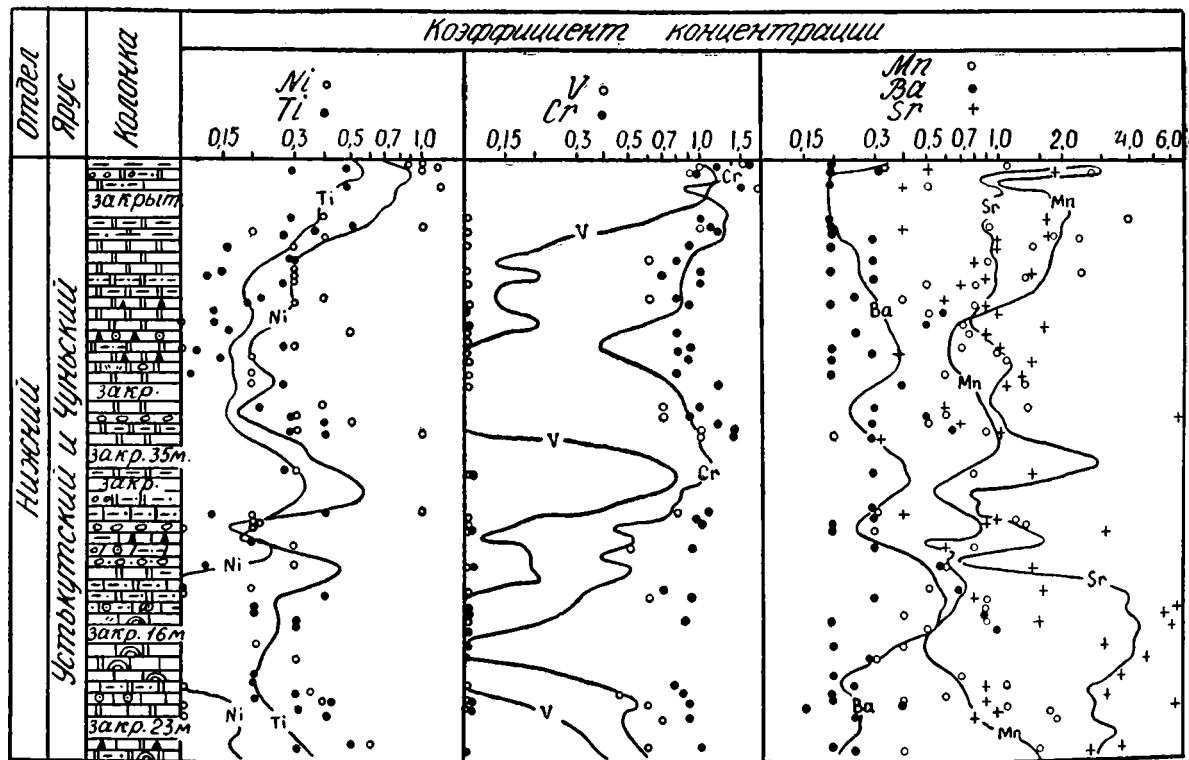 Отдел
Ярус
Колонка
Коэффициент концентрации
Ni ○
Ti ●
V ○
Cr ●
Mn ○
Ba ●
Sr +
0,15 0,3 0,5 0,7 1,0
0,15 0,3 0,5 0,7 1,0 1,5
0,15 0,3 0,5 0,7 1,0 2,0 4,0 6,0
Нижний
Устькутский и Чуньский
закрыт.
закр.
закр. 35м.
закр.
закр. 16м
закр. 23м
Ti
Ni
Ni
Ni
Ti
Cr
V
V
Cr
V
Sr
Mn
Ba
Mn
Sr
Ba
Mn